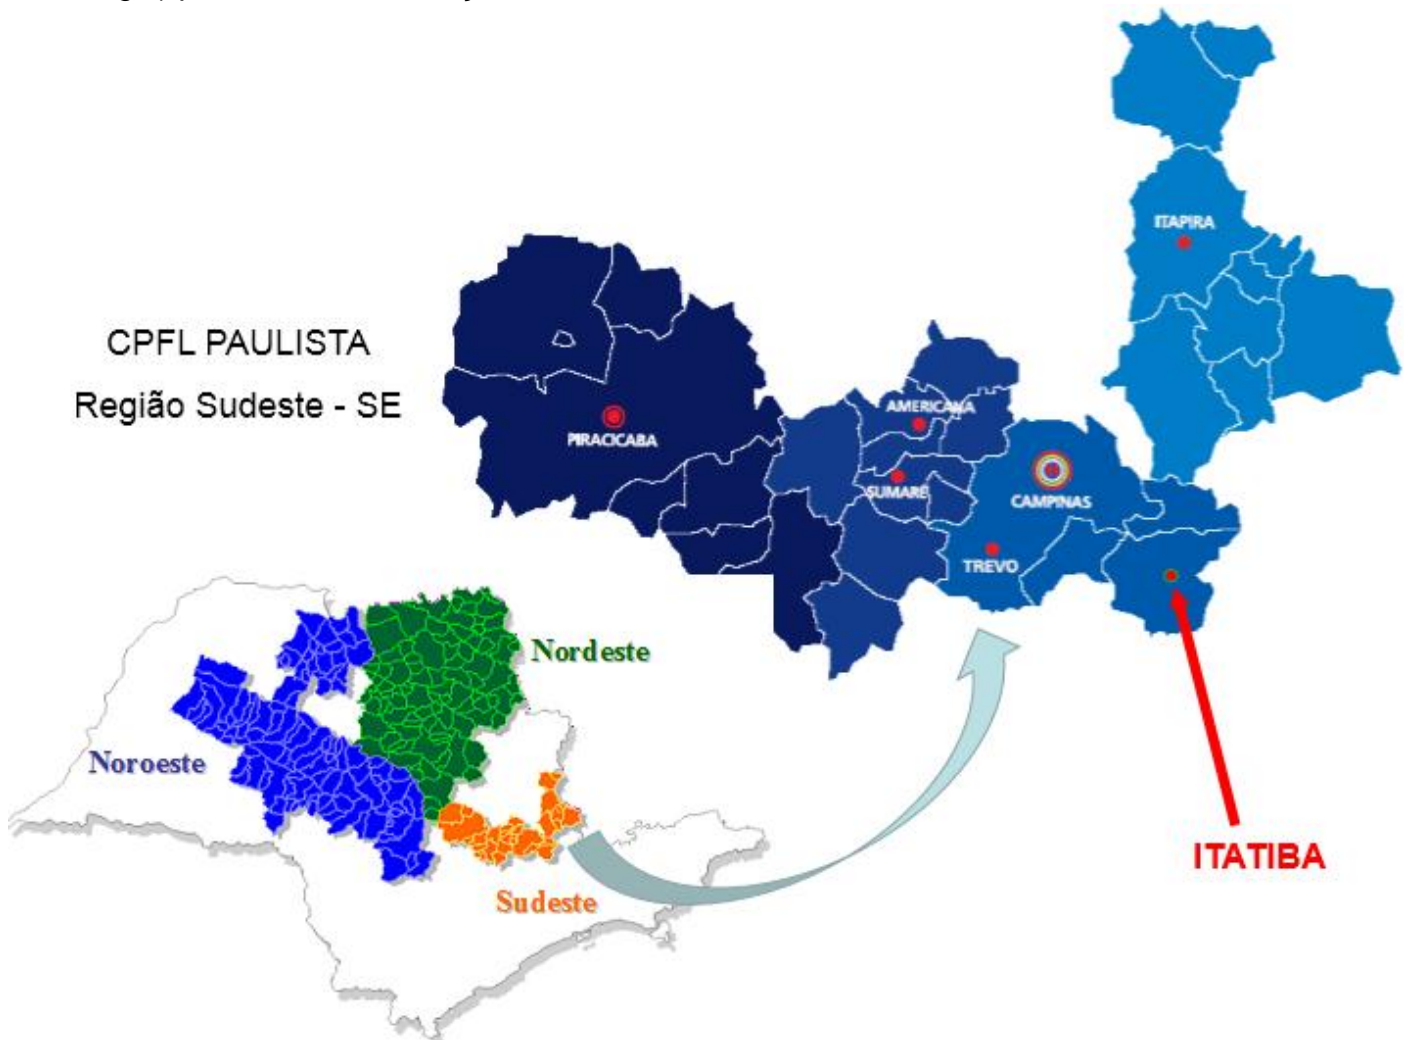 ITAPIRA
CPFL PAULISTA
Região Sudeste - SE
AMERICANA
PIRACICABA
SUMARÉ
CAMPINAS
TREVO
Nordeste
Noroeste
ITATIBA
Sudeste